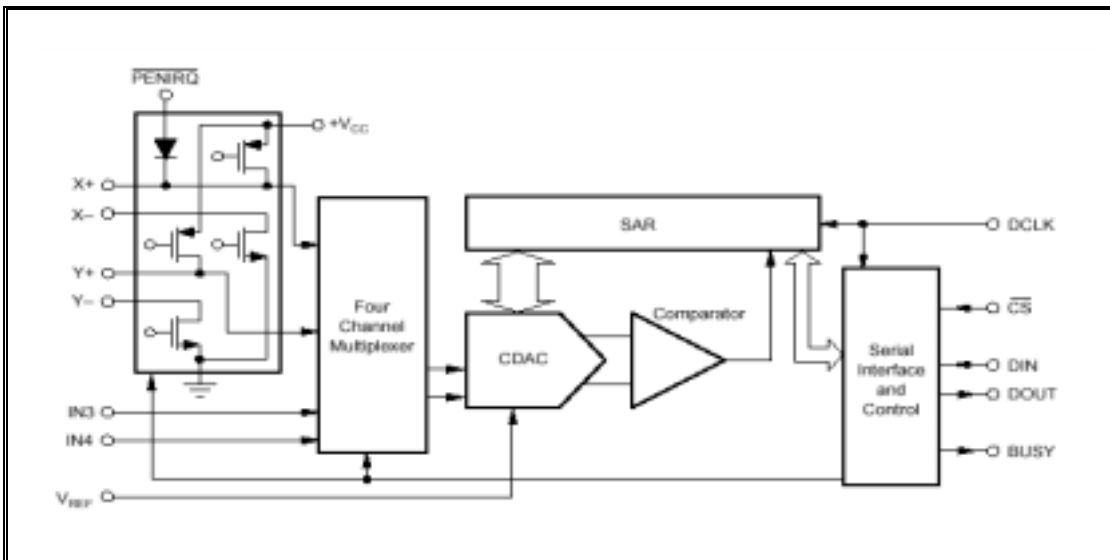 PENIRQ
+VCC
X+
X–
Y+
Y–
IN3
IN4
VREF
Four
Channel
Multiplexer
SAR
CDAC
Comparator
Serial
Interface
and
Control
DCLK
CS
DIN
DOUT
BUSY